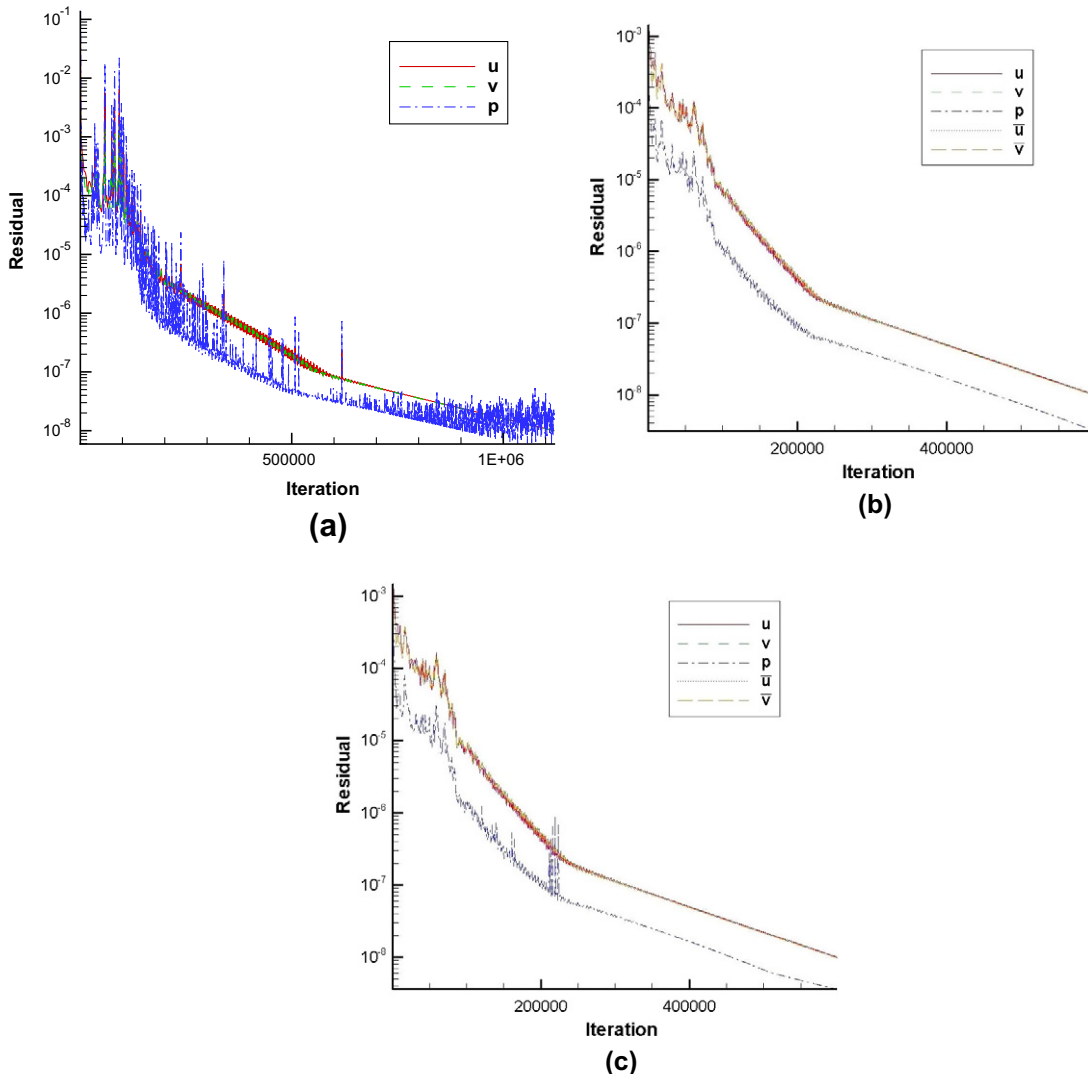 10^-1
10^-2
10^-3
10^-4
10^-5
10^-6
10^-7
10^-8
Residual
500000
1E+06
Iteration
u
v
p
(a)
10^-3
10^-4
10^-5
10^-6
10^-7
10^-8
Residual
200000
400000
Iteration
u
v
p
u̅
v̅
(b)
10^-3
10^-4
10^-5
10^-6
10^-7
10^-8
Residual
200000
400000
Iteration
u
v
p
u̅
v̅
(c)